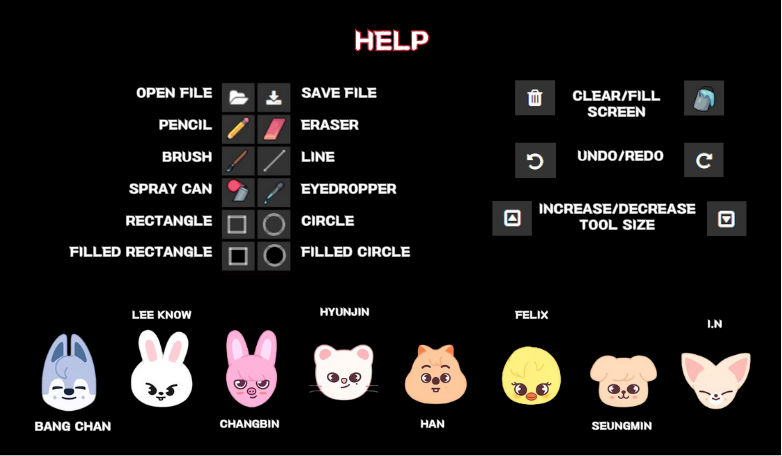 HELP
OPEN FILE
SAVE FILE
PENCIL
ERASER
BRUSH
LINE
SPRAY CAN
EYEDROPPER
RECTANGLE
CIRCLE
FILLED RECTANGLE
FILLED CIRCLE
CLEAR/FILL
SCREEN
UNDO/REDO
INCREASE/DECREASE
TOOL SIZE
LEE KNOW
HYUNJIN
FELIX
I.N
BANG CHAN
CHANGBIN
HAN
SEUNGMIN